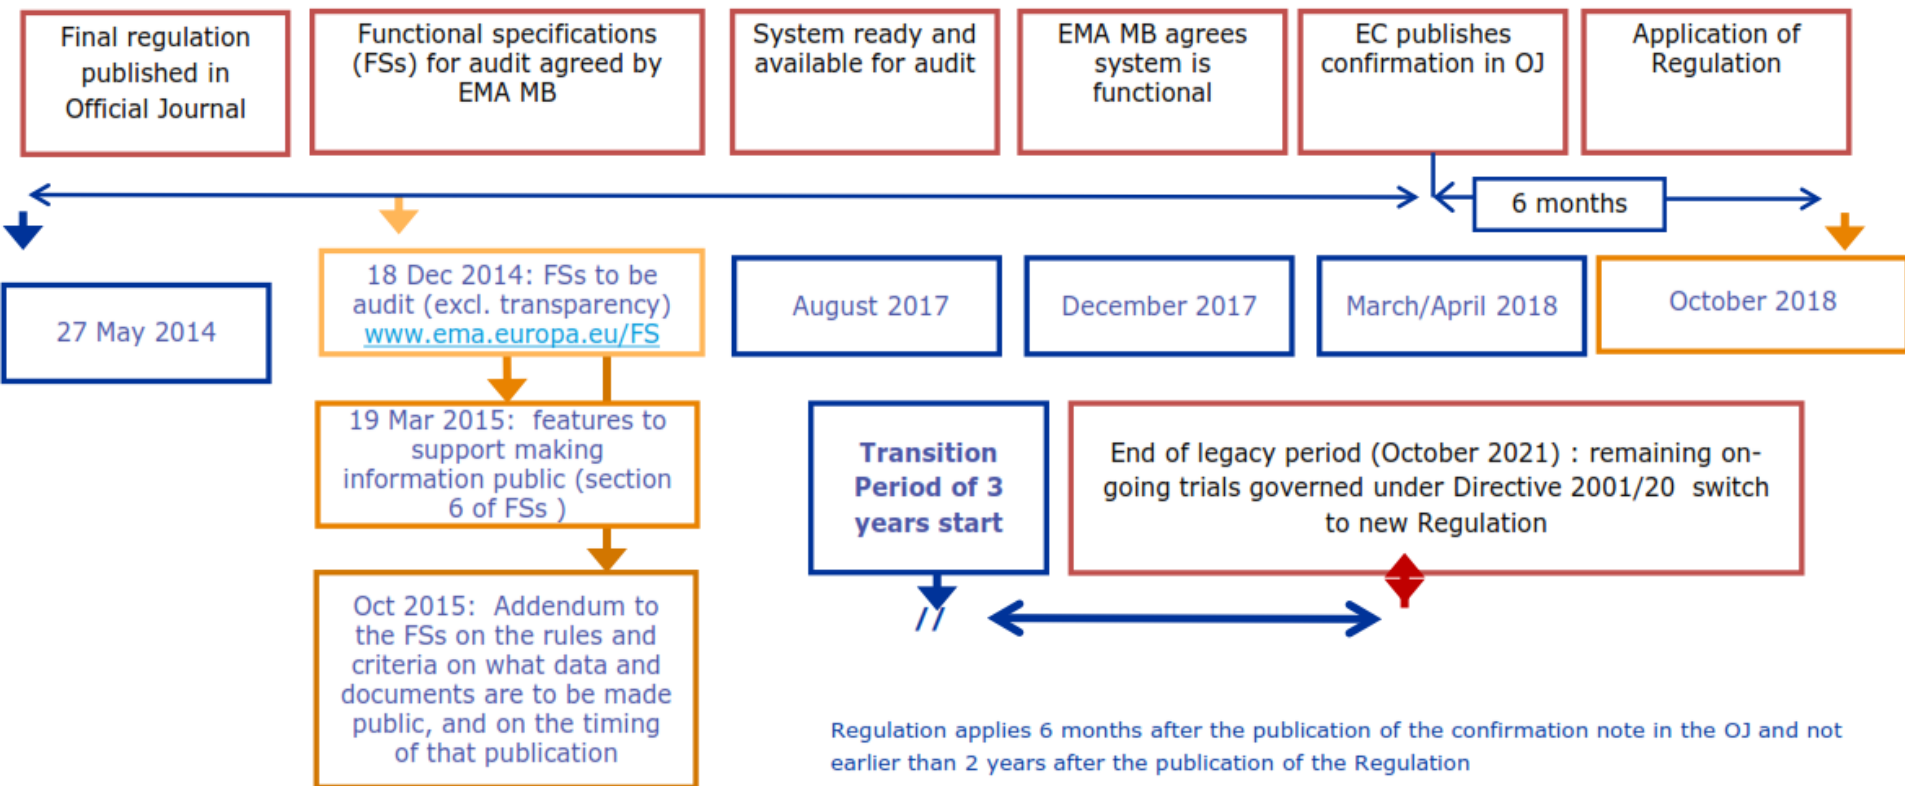 Final regulation
published in
Official Journal
Functional specifications
(FSs) for audit agreed by
EMA MB
System ready and
available for audit
EMA MB agrees
system is
functional
EC publishes
confirmation in OJ
Application of
Regulation
6 months
27 May 2014
18 Dec 2014: FSs to be
audit (excl. transparency)
www.ema.europa.eu/FS
August 2017
December 2017
March/April 2018
October 2018
19 Mar 2015:  features to
support making
information public (section
6 of FSs )
Transition
Period of 3
years start
End of legacy period (October 2021) : remaining on-
going trials governed under Directive 2001/20  switch
to new Regulation
//
Oct 2015:  Addendum to
the FSs on the rules and
criteria on what data and
documents are to be made
public, and on the timing
of that publication
Regulation applies 6 months after the publication of the confirmation note in the OJ and not
earlier than 2 years after the publication of the Regulation